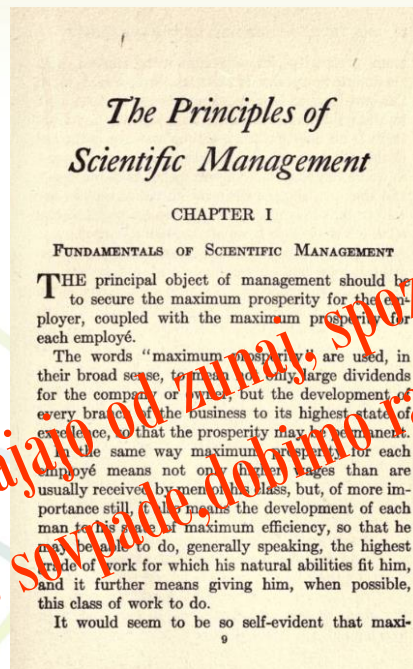 The Principles of
Scientific Management
CHAPTER I
FUNDAMENTALS OF SCIENTIFIC MANAGEMENT
THE principal object of management should be
to secure the maximum prosperity for the em-
ployer, coupled with the maximum prosperity for
each employé.
The words "maximum prosperity" are used, in
their broad sense, to mean not only large dividends
for the company or owner, but the development of
every branch of the business to its highest state of
excellence, so that the prosperity may be permanent.
In the same way maximum prosperity for each
employé means not only higher wages than are
usually received by men of his class, but, of more im-
portance still, it also means the development of each
man to his state of maximum efficiency, so that he
may be able to do, generally speaking, the highest
grade of work for which his natural abilities fit him,
and it further means giving him, when possible,
this class of work to do.
It would seem to be so self-evident that maxi-
9
od zunaj,
sovpade, dobimo